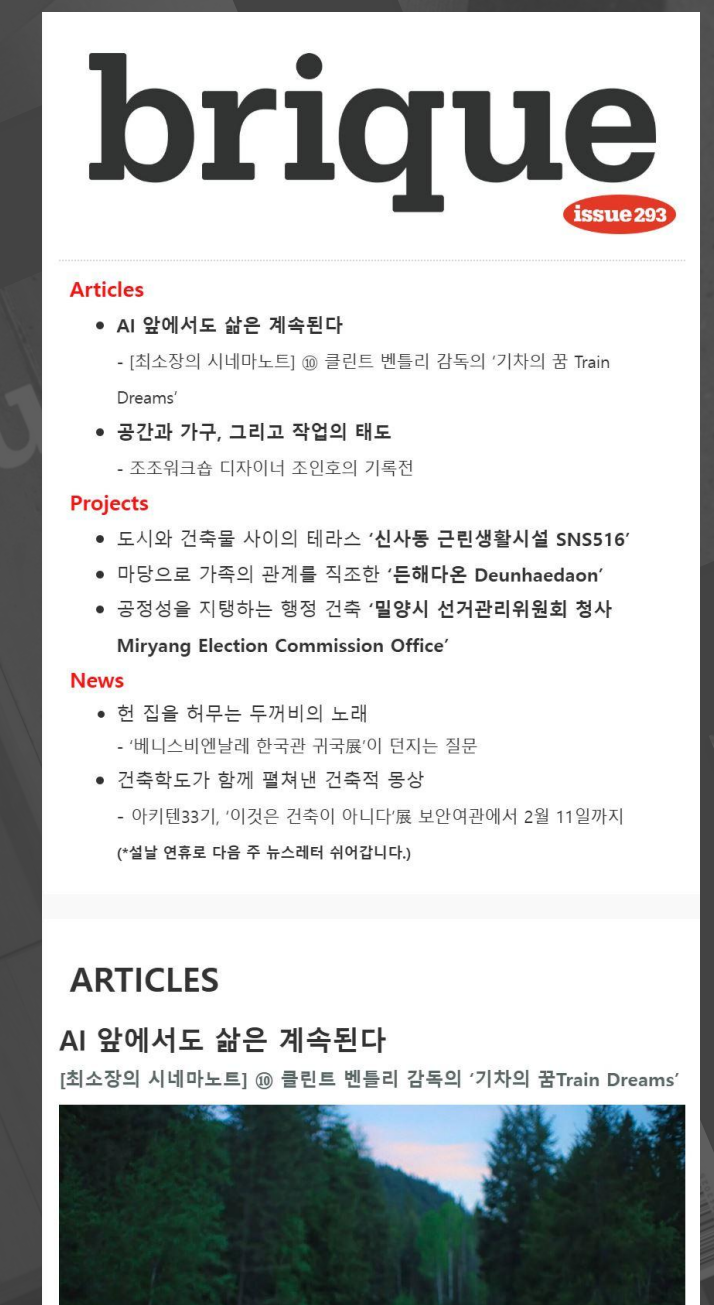 brique
issue293
Articles
• AI 앞에서도 삶은 계속된다
- [최소장의 시네마노트] ⑩ 클린트 벤틀리 감독의 ‘기차의 꿈 Train
Dreams’
• 공간과 가구, 그리고 작업의 태도
- 조조워크숍 디자이너 조인호의 기록전
Projects
• 도시와 건축물 사이의 테라스 ‘신사동 근린생활시설 SNS516’
• 마당으로 가족의 관계를 직조한 ‘든해다온 Deunhaedaon’
• 공정성을 지탱하는 행정 건축 ‘밀양시 선거관리위원회 청사
Miryang Election Commission Office’
News
• 헌 집을 허무는 두꺼비의 노래
- ‘베니스비엔날레 한국관 귀국展’이 던지는 질문
• 건축학도가 함께 펼쳐낸 건축적 몽상
- 아키텐33기, ‘이것은 건축이 아니다’展 보안여관에서 2월 11일까지
(*설날 연휴로 다음 주 뉴스레터 쉬어갑니다.)
ARTICLES
AI 앞에서도 삶은 계속된다
[최소장의 시네마노트] ⑩ 클린트 벤틀리 감독의 ‘기차의 꿈Train Dreams’